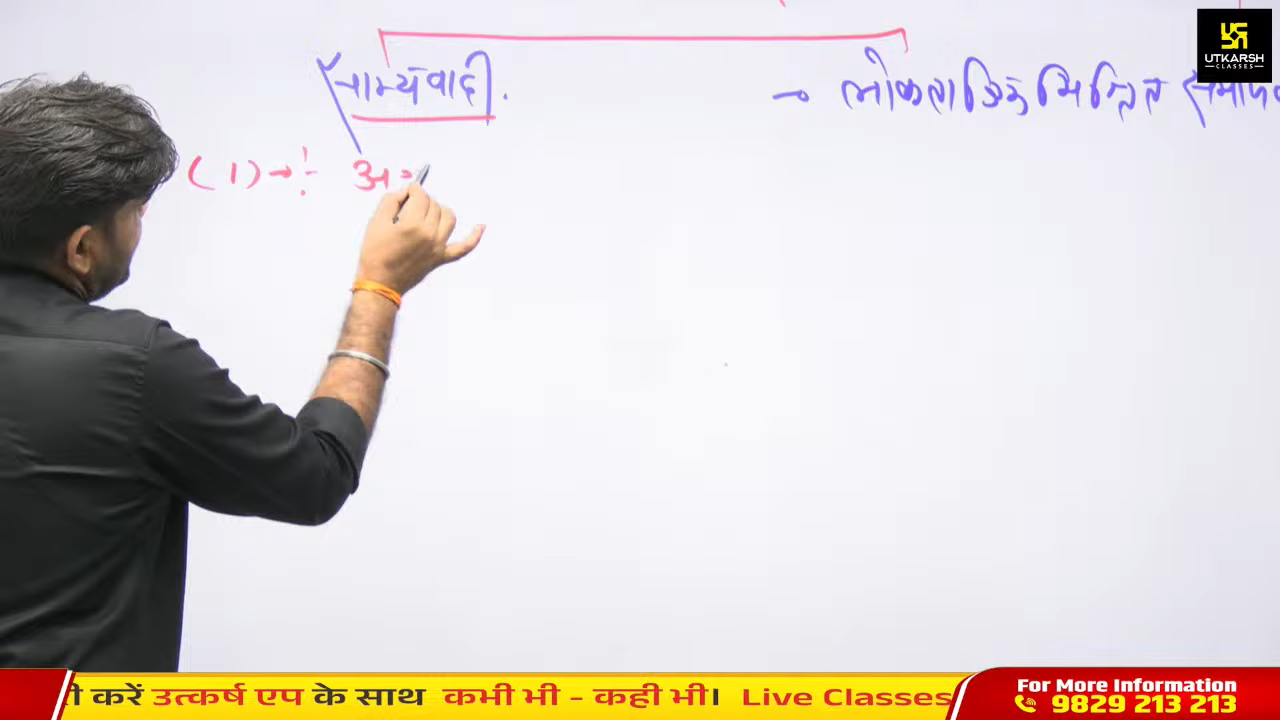 UTKARSH
CLASSES
साम्यवादी. → लोकतांत्रिक
(1) → ÷ अ
करें उत्कर्ष एप के साथ कभी भी - कही भी। Live Classes
For More Information
9829 213 213